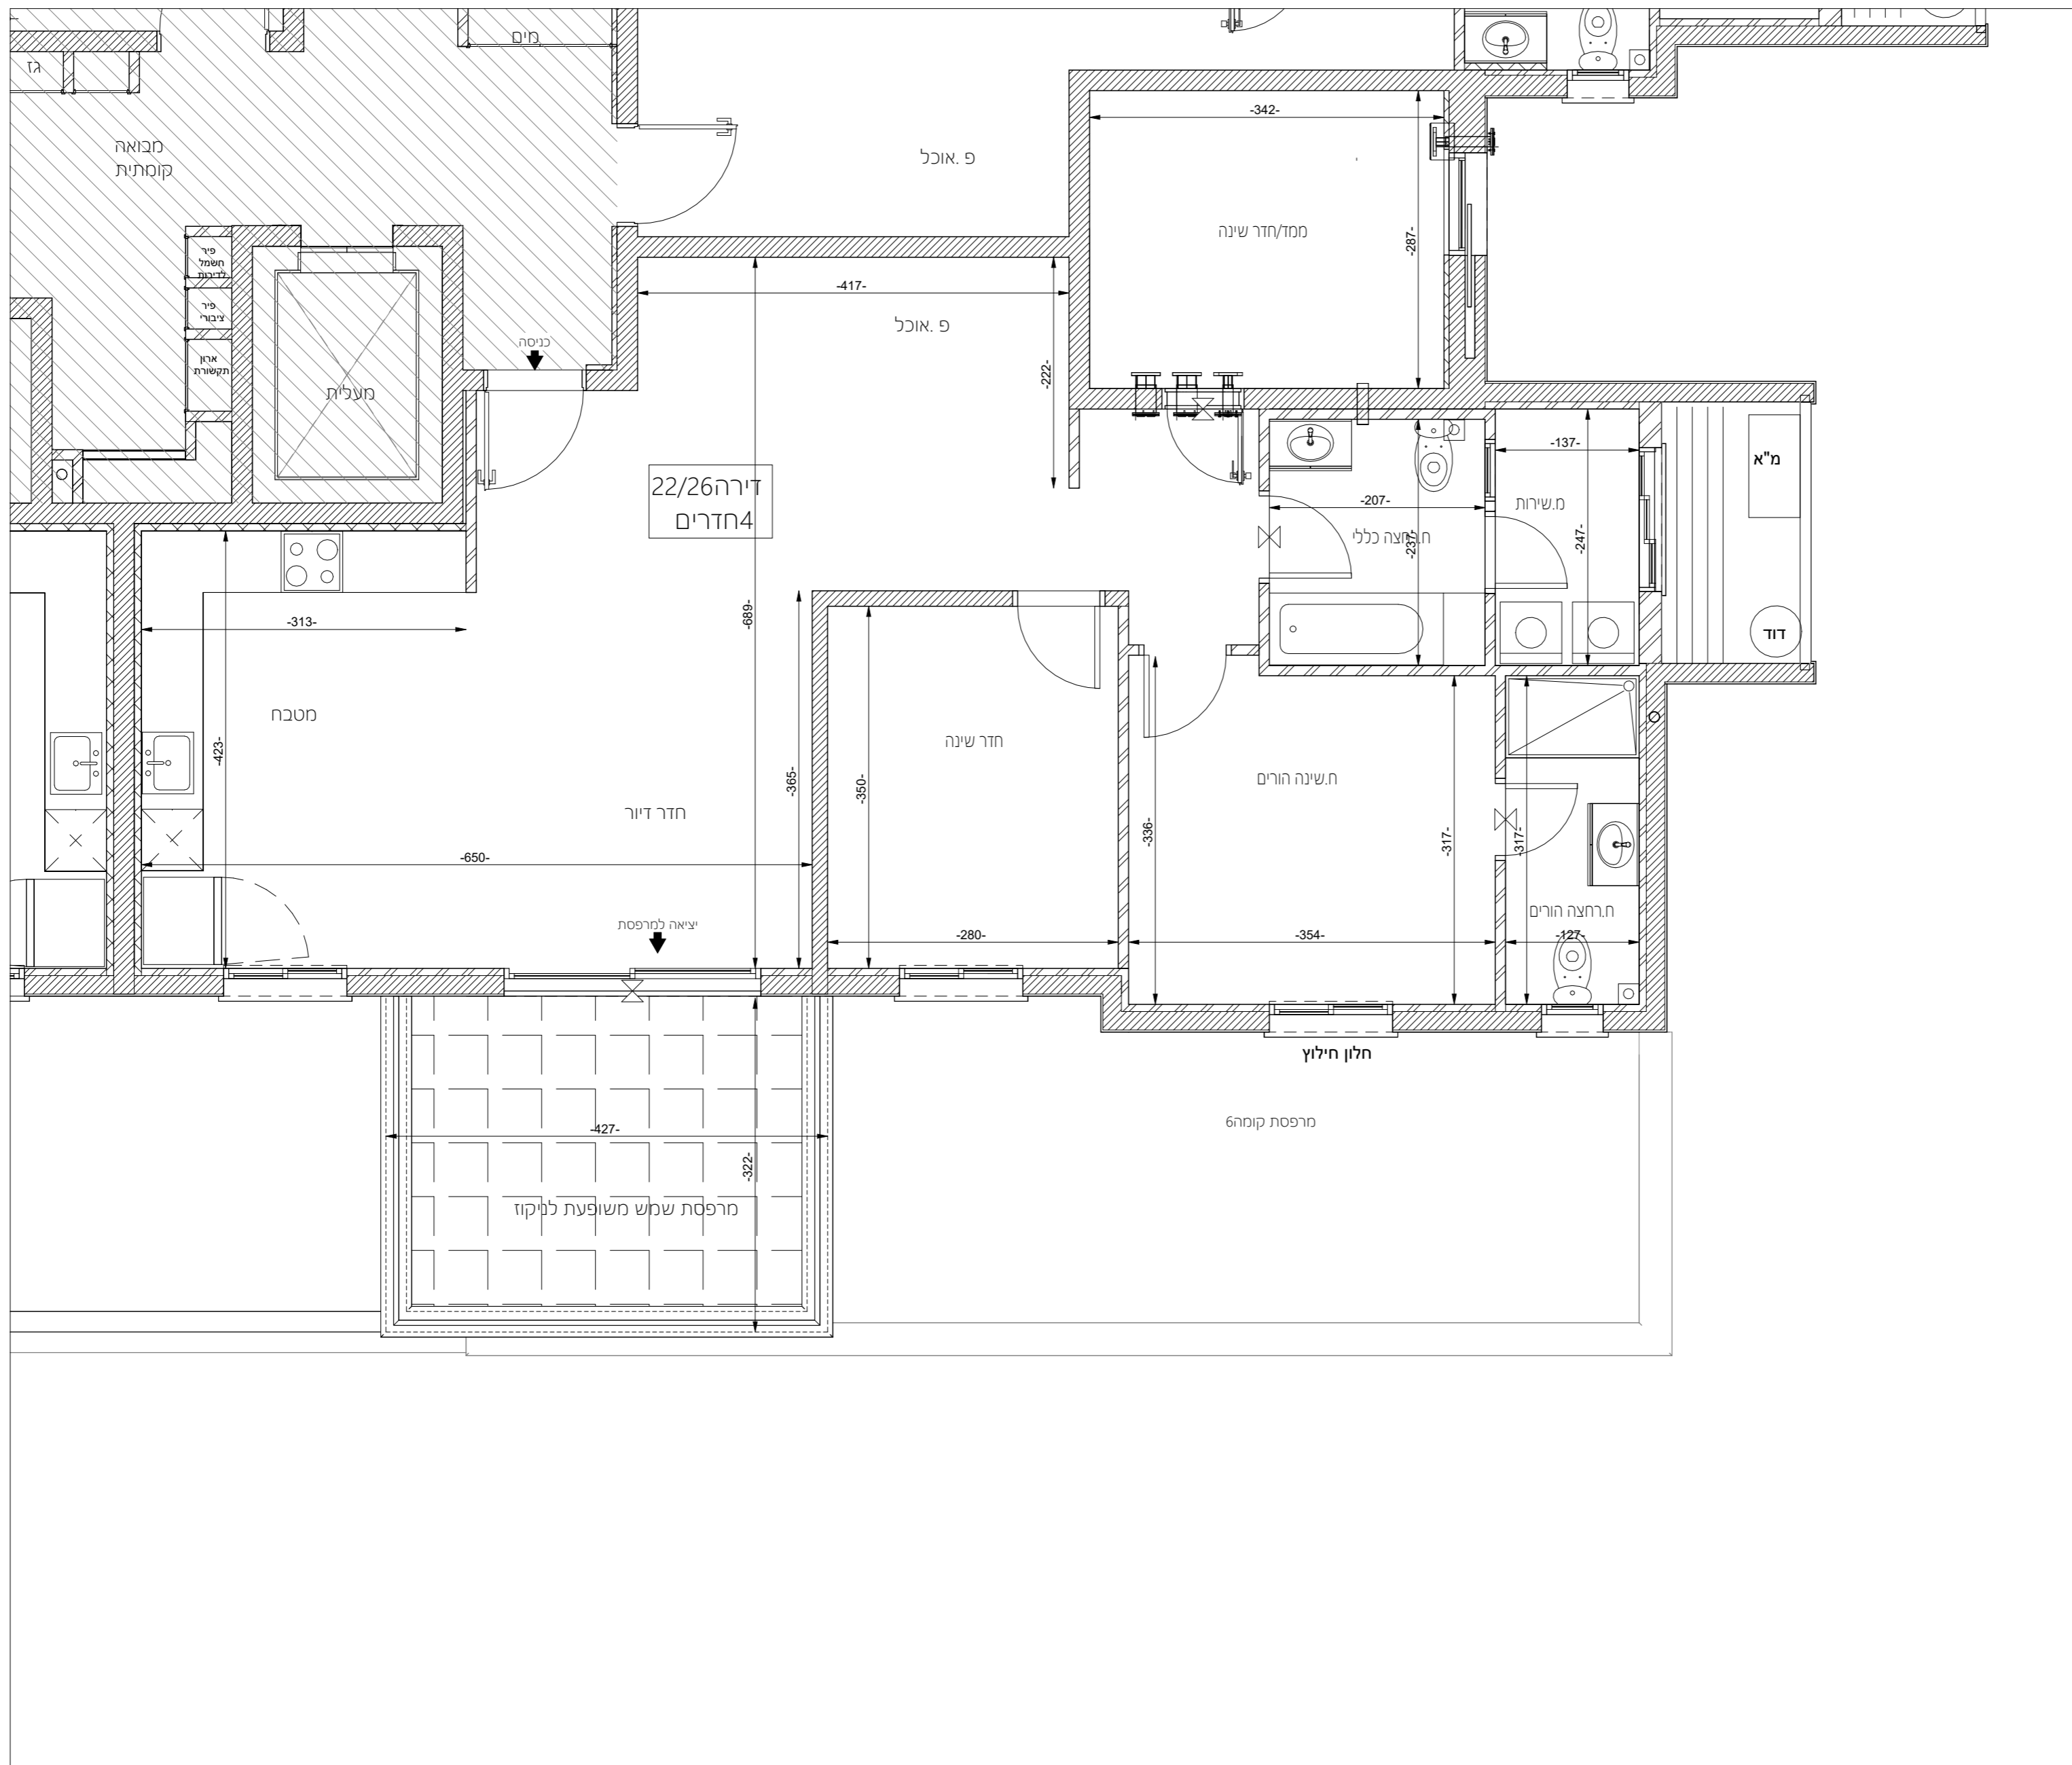 מים
גז
מבואה
קומתית
פ .אוכל
-342-
ממד/חדר שינה
-287-
פיר
חשמל
לדירות
פיר
ציבורי
ארון
תקשורת
מעלית
כניסה
-417-
פ .אוכל
-222-
דירה22/26
4חדרים
-207-
ח.רחצה כללי
-237-
-137-
מ.שירות
-247-
מ"א
דוד
-313-
-689-
מטבח
-423-
-365-
-350-
חדר שינה
ח.שינה הורים
-336-
-317-
-317-
חדר דיור
-650-
יציאה למרפסת
-280-
-354-
ח.רחצה הורים
-127-
חלון חילוץ
מרפסת קומה6
-427-
-322-
מרפסת שמש משופעת לניקוז